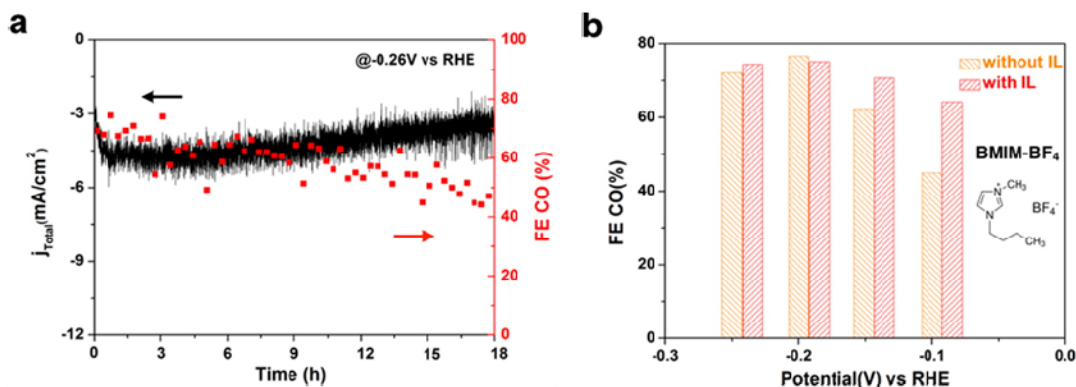 a
@-0.26V vs RHE
0
-3
-6
-9
-12
j_Total(mA/cm²)
0 3 6 9 12 15 18
Time (h)
100
80
60
40
20
0
FE CO (%)
b
without IL
with IL
BMIM-BF₄
CH₃
N
+
N
BF₄⁻
CH₃
80
60
40
20
0
FE CO(%)
-0.3 -0.2 -0.1 0.0
Potential(V) vs RHE